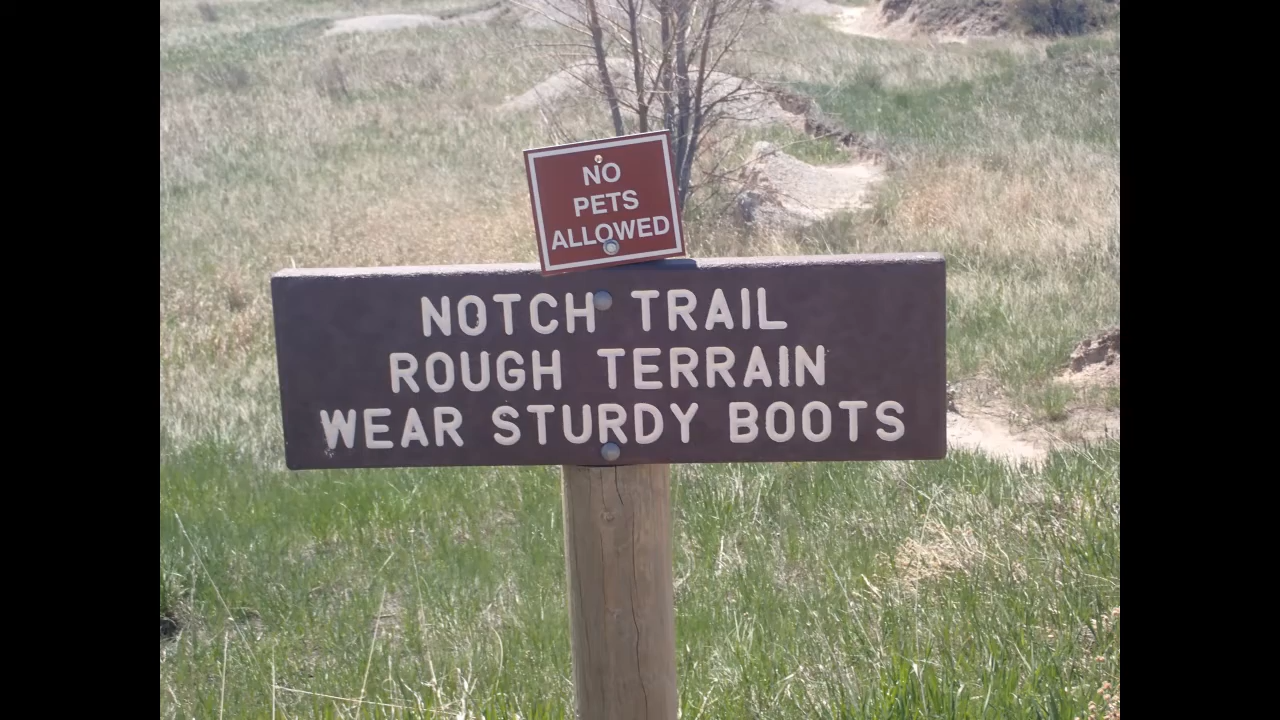 NO
PETS
ALLOWED
NOTCH TRAIL
ROUGH TERRAIN
WEAR STURDY BOOTS